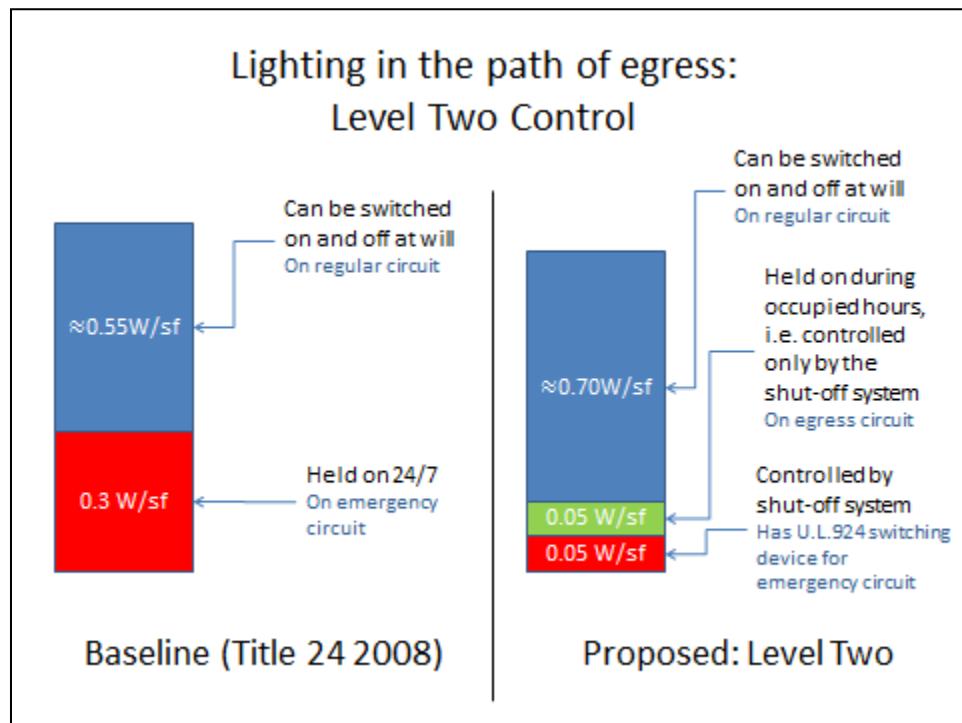 Lighting in the path of egress:
Level Two Control
Can be switched
on and off at will
On regular circuit
≈0.55W/sf
0.3 W/sf
Held on 24/7
On emergency
circuit
Baseline (Title 24 2008)
Can be switched
on and off at will
On regular circuit
Held on during
occupied hours,
i.e. controlled
only by the
shut-off system
On egress circuit
≈0.70W/sf
0.05 W/sf
0.05 W/sf
Controlled by
shut-off system
Has U.L.924 switching
device for
emergency circuit
Proposed: Level Two